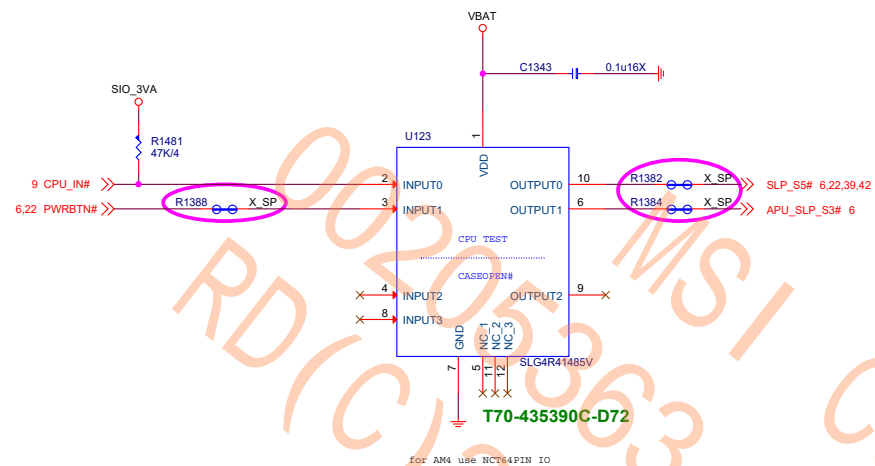 VBAT
C1343 0.1u16X
SIO_3VA
R1481
47K/4
U123
1
VDD
9 CPU_IN# 2 INPUT0 OUTPUT0 10 R1382 X_SP SLP_S5# 6,22,39,42
6,22 PWRBTN# R1388 X_SP 3 INPUT1 OUTPUT1 6 R1384 X_SP APU_SLP_S3# 6
CPU TEST
CASEOPEN#
4 INPUT2 OUTPUT2 9
8 INPUT3
GND NC_1 NC_2 NC_3
SLG4R41485V
7 5 11 12
T70-435390C-D72
for AM4 use NCT64PIN IO
MSI
00205363
RD(C)